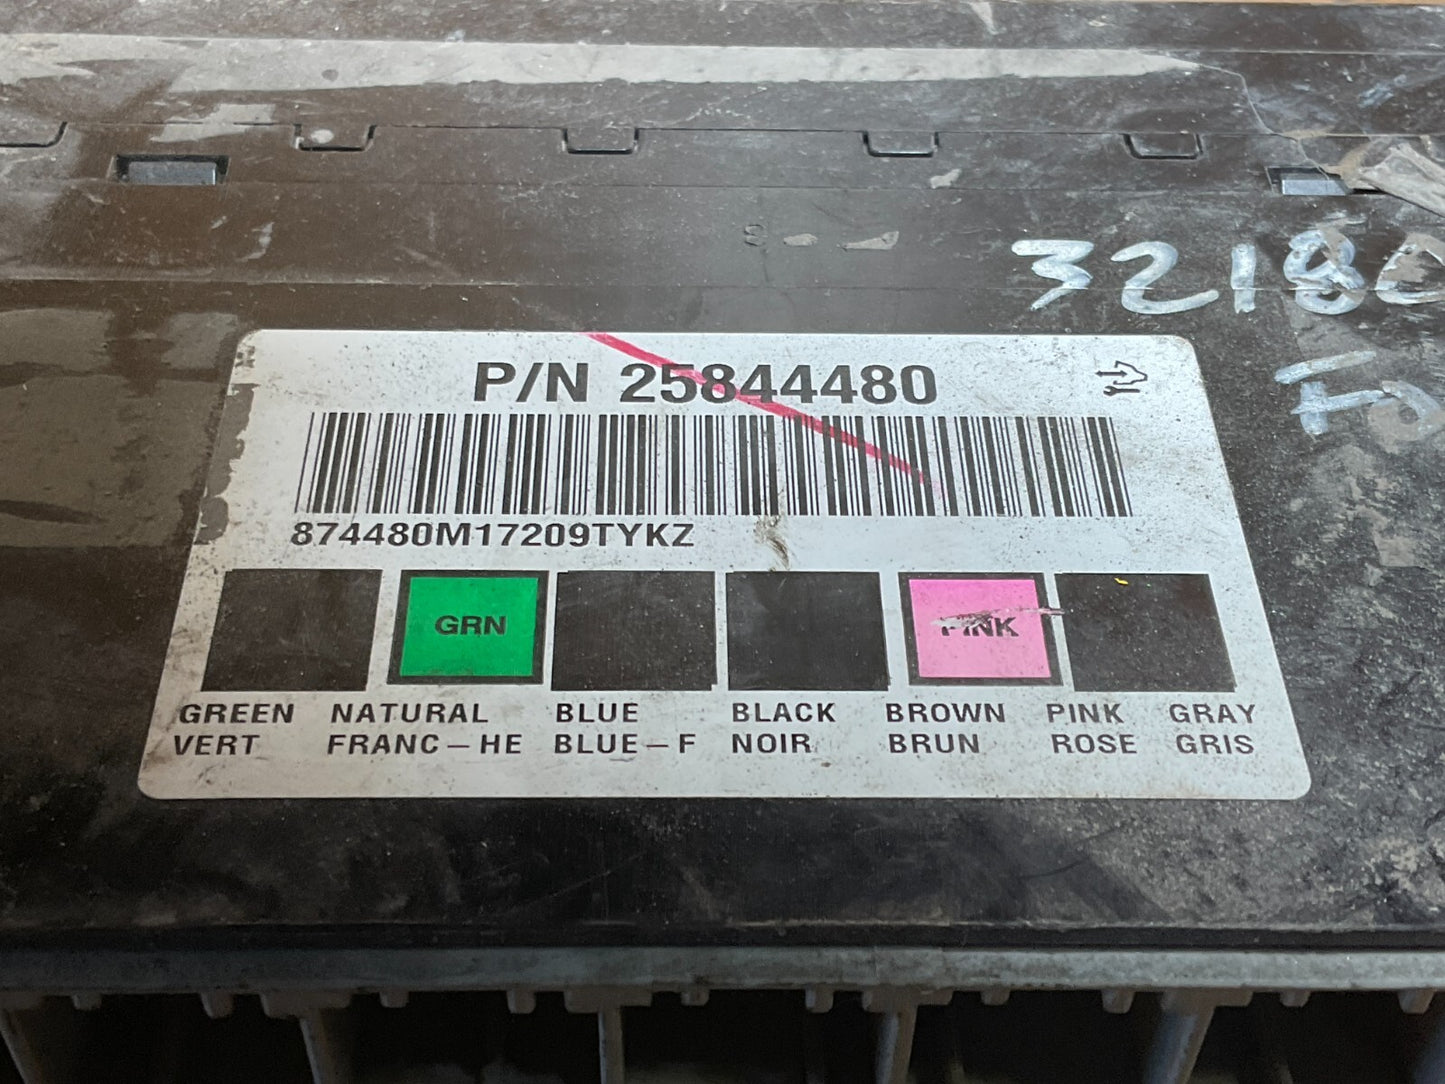 32180
P/N 25844480
874480M17209TYKZ
GRN PINK
GREEN NATURAL BLUE BLACK BROWN PINK GRAY
VERT FRANC-HE BLUE-F NOIR BRUN ROSE GRIS